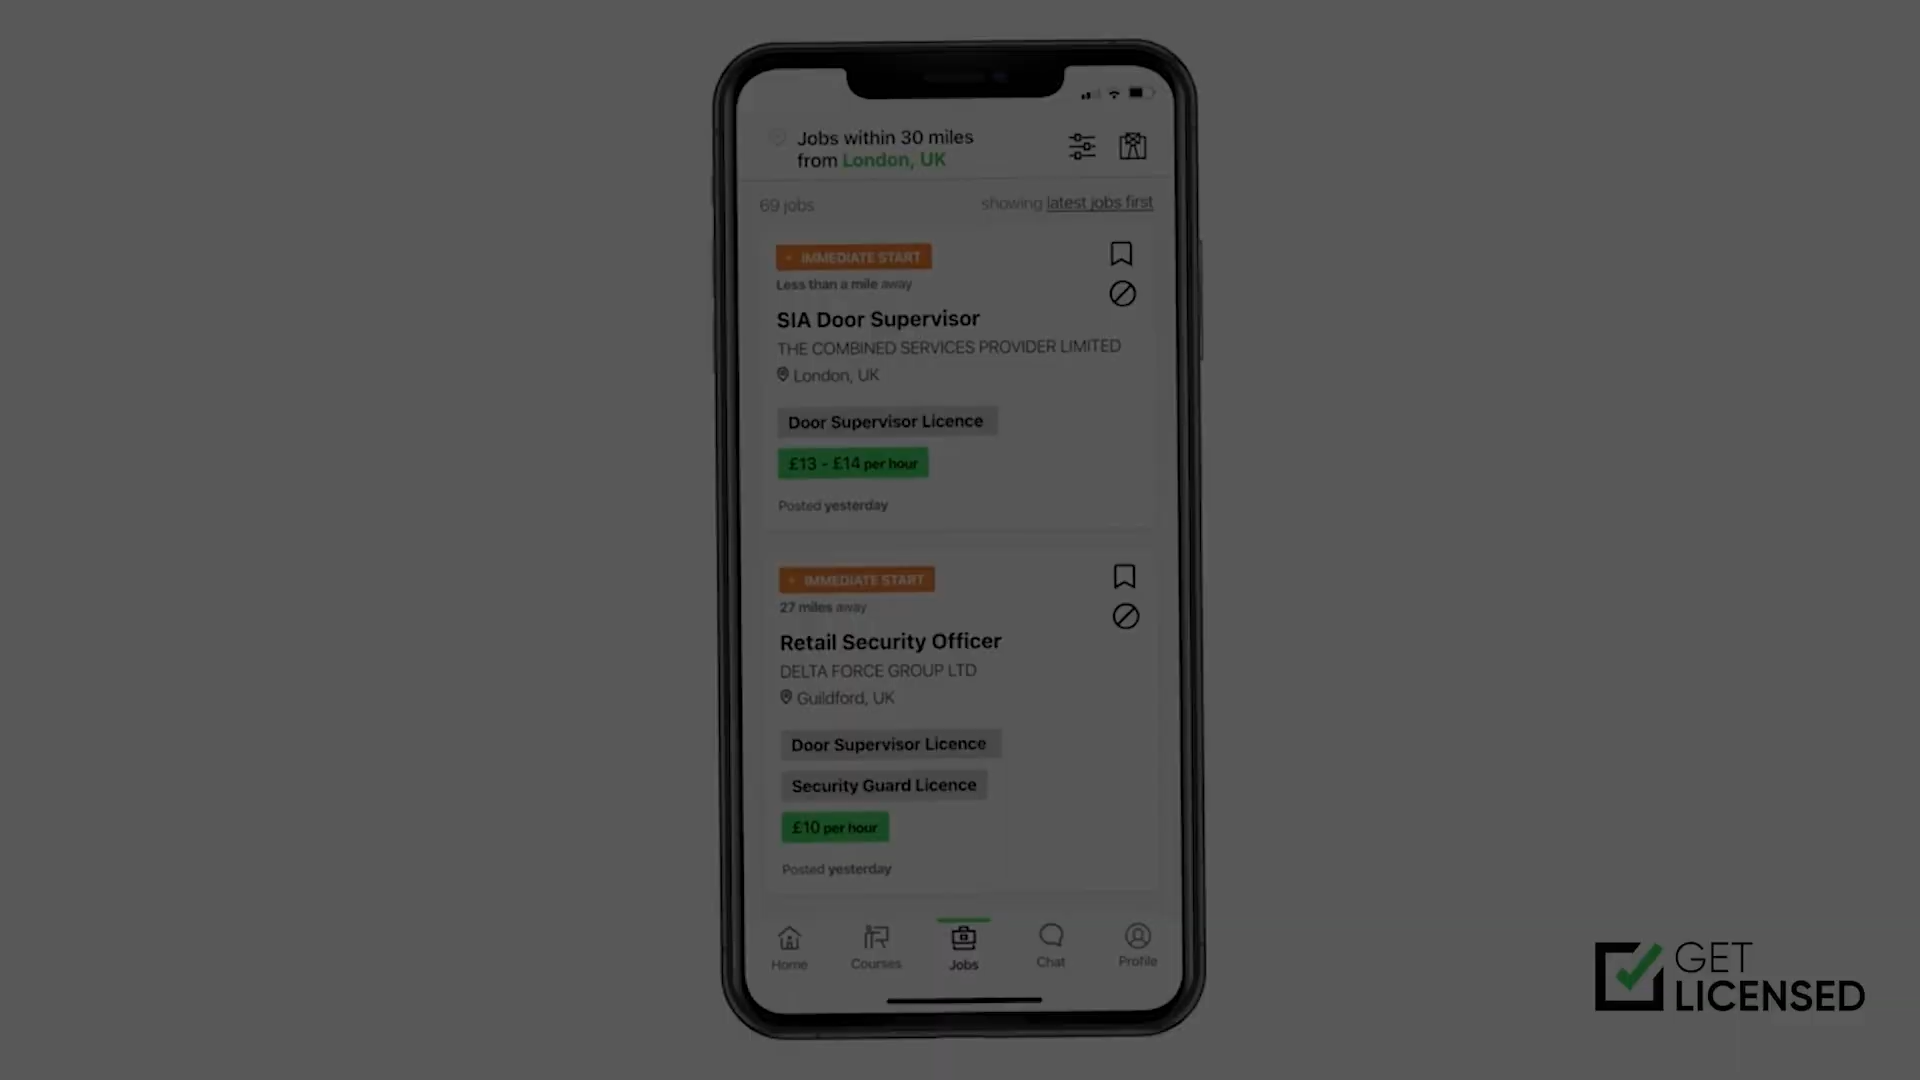 Jobs within 30 miles
from London, UK
69 jobs
showing latest jobs first
+ IMMEDIATE START
Less than a mile away
SIA Door Supervisor
THE COMBINED SERVICES PROVIDER LIMITED
London, UK
Door Supervisor Licence
£13 - £14 per hour
Posted yesterday
+ IMMEDIATE START
27 miles away
Retail Security Officer
DELTA FORCE GROUP LTD
Guildford, UK
Door Supervisor Licence
Security Guard Licence
£10 per hour
Posted yesterday
Home
Courses
Jobs
Chat
Profile
GET
LICENSED